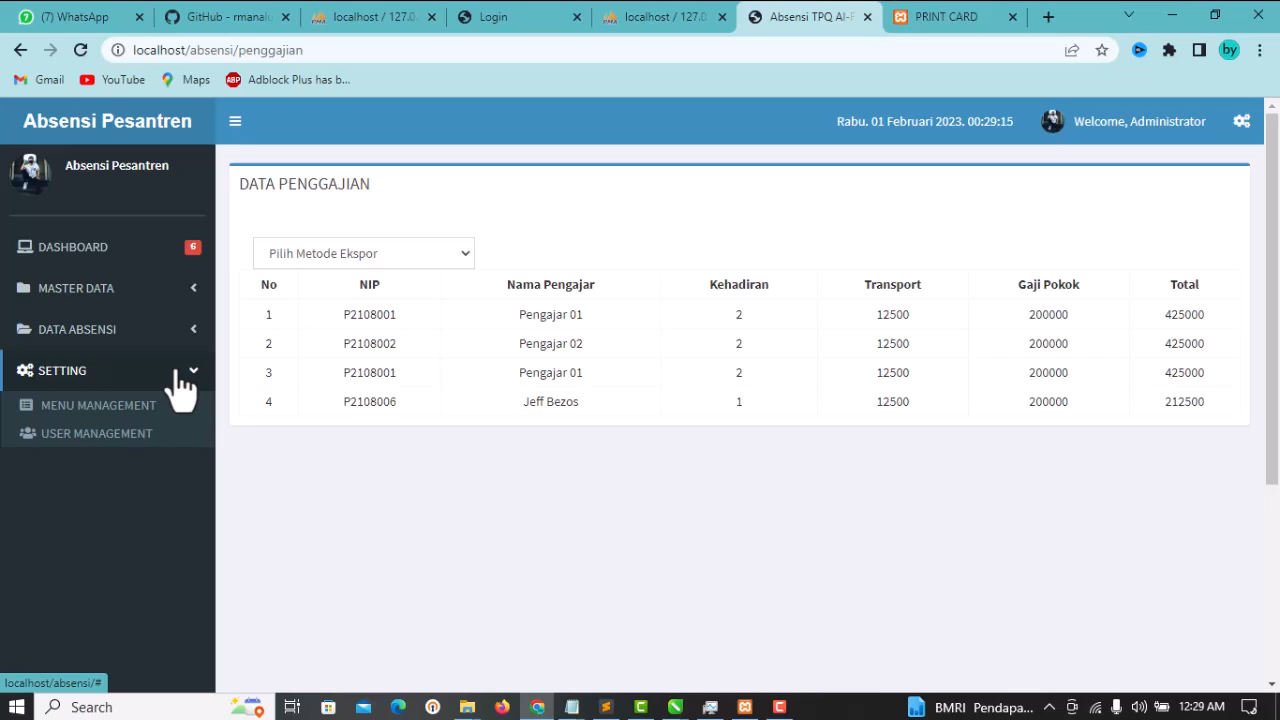 (7) WhatsApp
GitHub - rmanalu
localhost / 127.0.
Login
localhost / 127.0
Absensi TPQ Al-F
PRINT CARD
localhost/absensi/penggajian
by
Gmail
YouTube
Maps
ABP
Adblock Plus has b...
Absensi Pesantren
Rabu. 01 Februari 2023. 00:29:15
Welcome, Administrator
Absensi Pesantren
DASHBOARD
6
MASTER DATA
DATA ABSENSI
SETTING
MENU MANAGEMENT
USER MANAGEMENT
DATA PENGGAJIAN
Pilih Metode Ekspor
No NIP Nama Pengajar Kehadiran Transport Gaji Pokok Total
1 P2108001 Pengajar 01 2 12500 200000 425000
2 P2108002 Pengajar 02 2 12500 200000 425000
3 P2108001 Pengajar 01 2 12500 200000 425000
4 P2108006 Jeff Bezos 1 12500 200000 212500
localhost/absensi/#
Search
BMRI Pendapa...
12:29 AM